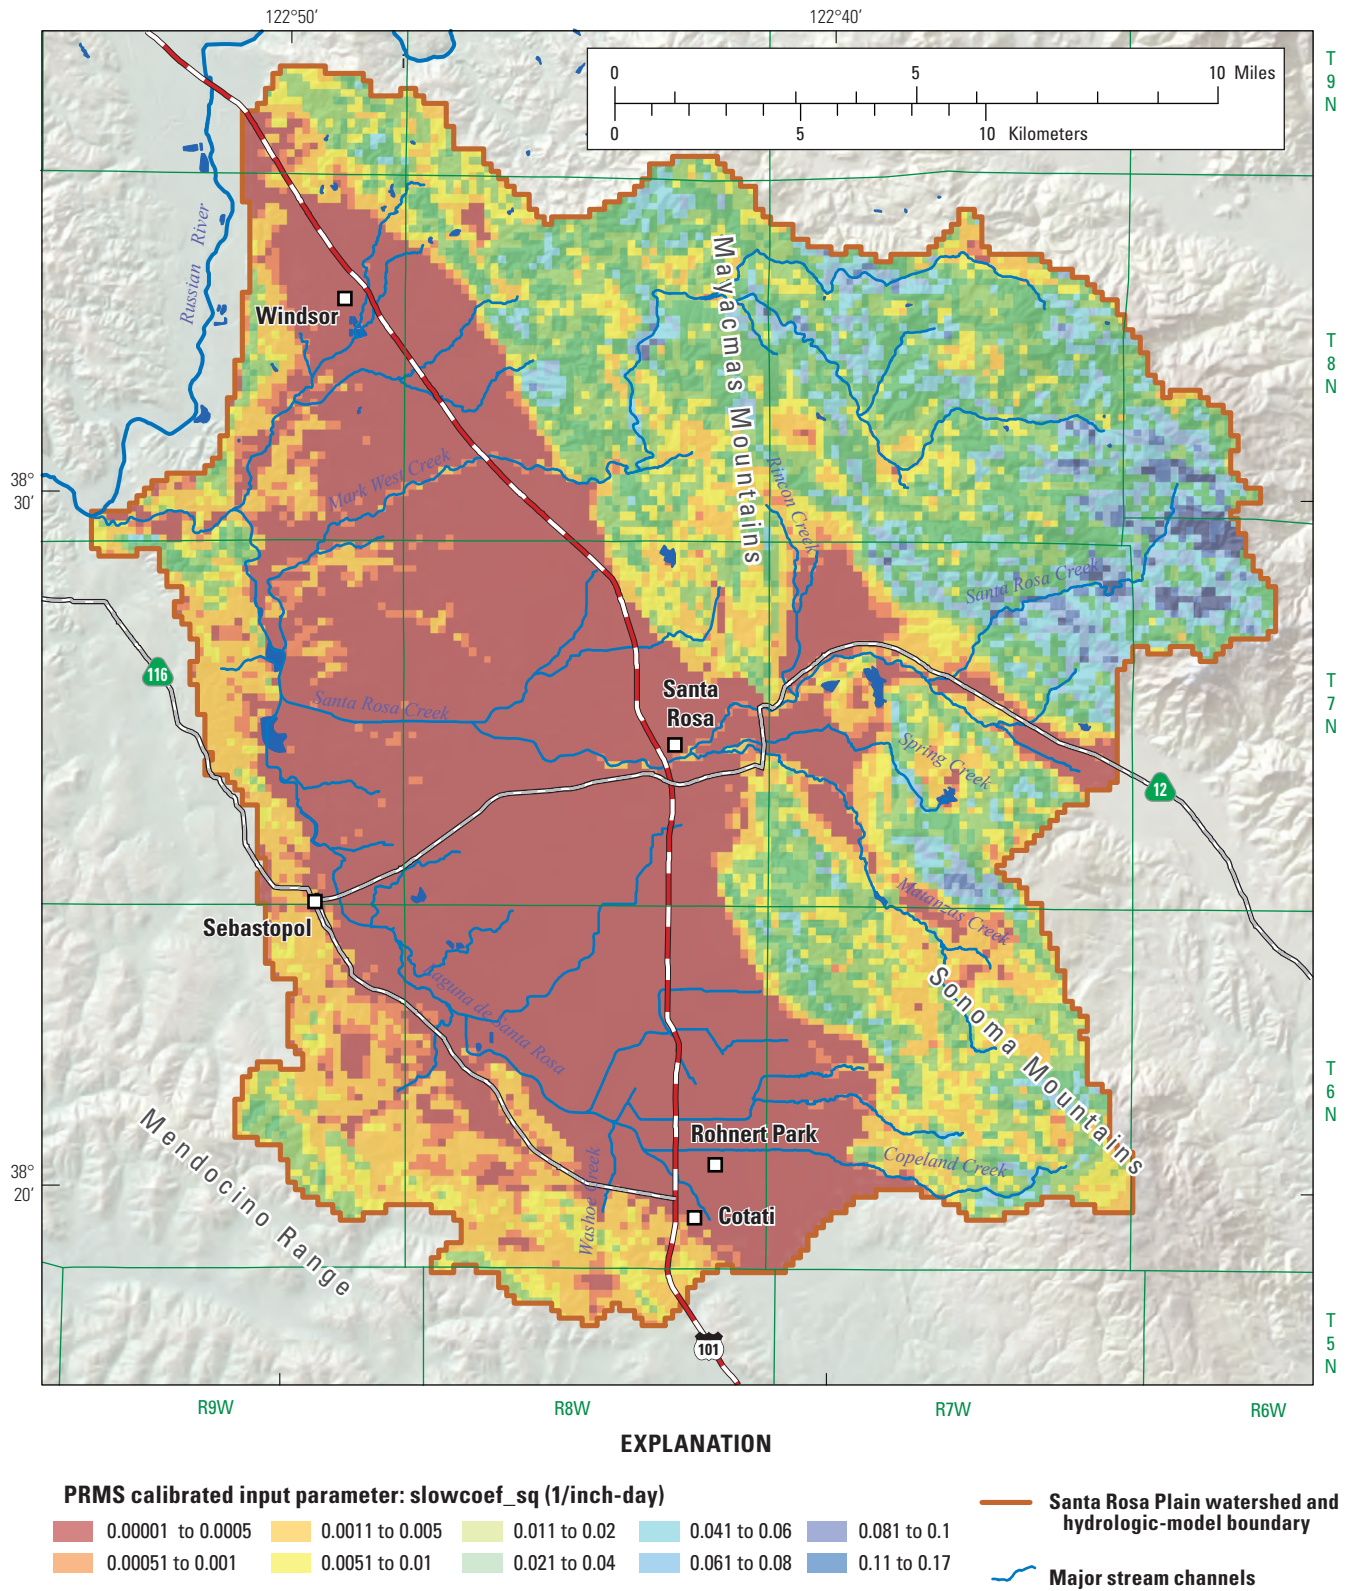 122°50′
122°40′
T
9
N
0
5
10 Miles
0
5
10 Kilometers
Russian River
Mayacmas Mountains
Windsor
T
8
N
Mark West Creek
Rincon Creek
38°
30′
Santa Rosa Creek
116
Santa
Rosa
Santa Rosa Creek
T
7
N
Spring Creek
12
Matanzas Creek
Sebastopol
Laguna de Santa Rosa
Sonoma Mountains
T
6
N
Mendocino Range
Rohnert Park
Copeland Creek
38°
20′
Washoe Creek
Cotati
T
5
N
101
R9W
R8W
R7W
R6W
EXPLANATION
PRMS calibrated input parameter: slowcoef_sq (1/inch-day)
0.00001 to 0.0005
0.0011 to 0.005
0.011 to 0.02
0.041 to 0.06
0.081 to 0.1
0.00051 to 0.001
0.0051 to 0.01
0.021 to 0.04
0.061 to 0.08
0.11 to 0.17
Santa Rosa Plain watershed and
hydrologic-model boundary
Major stream channels